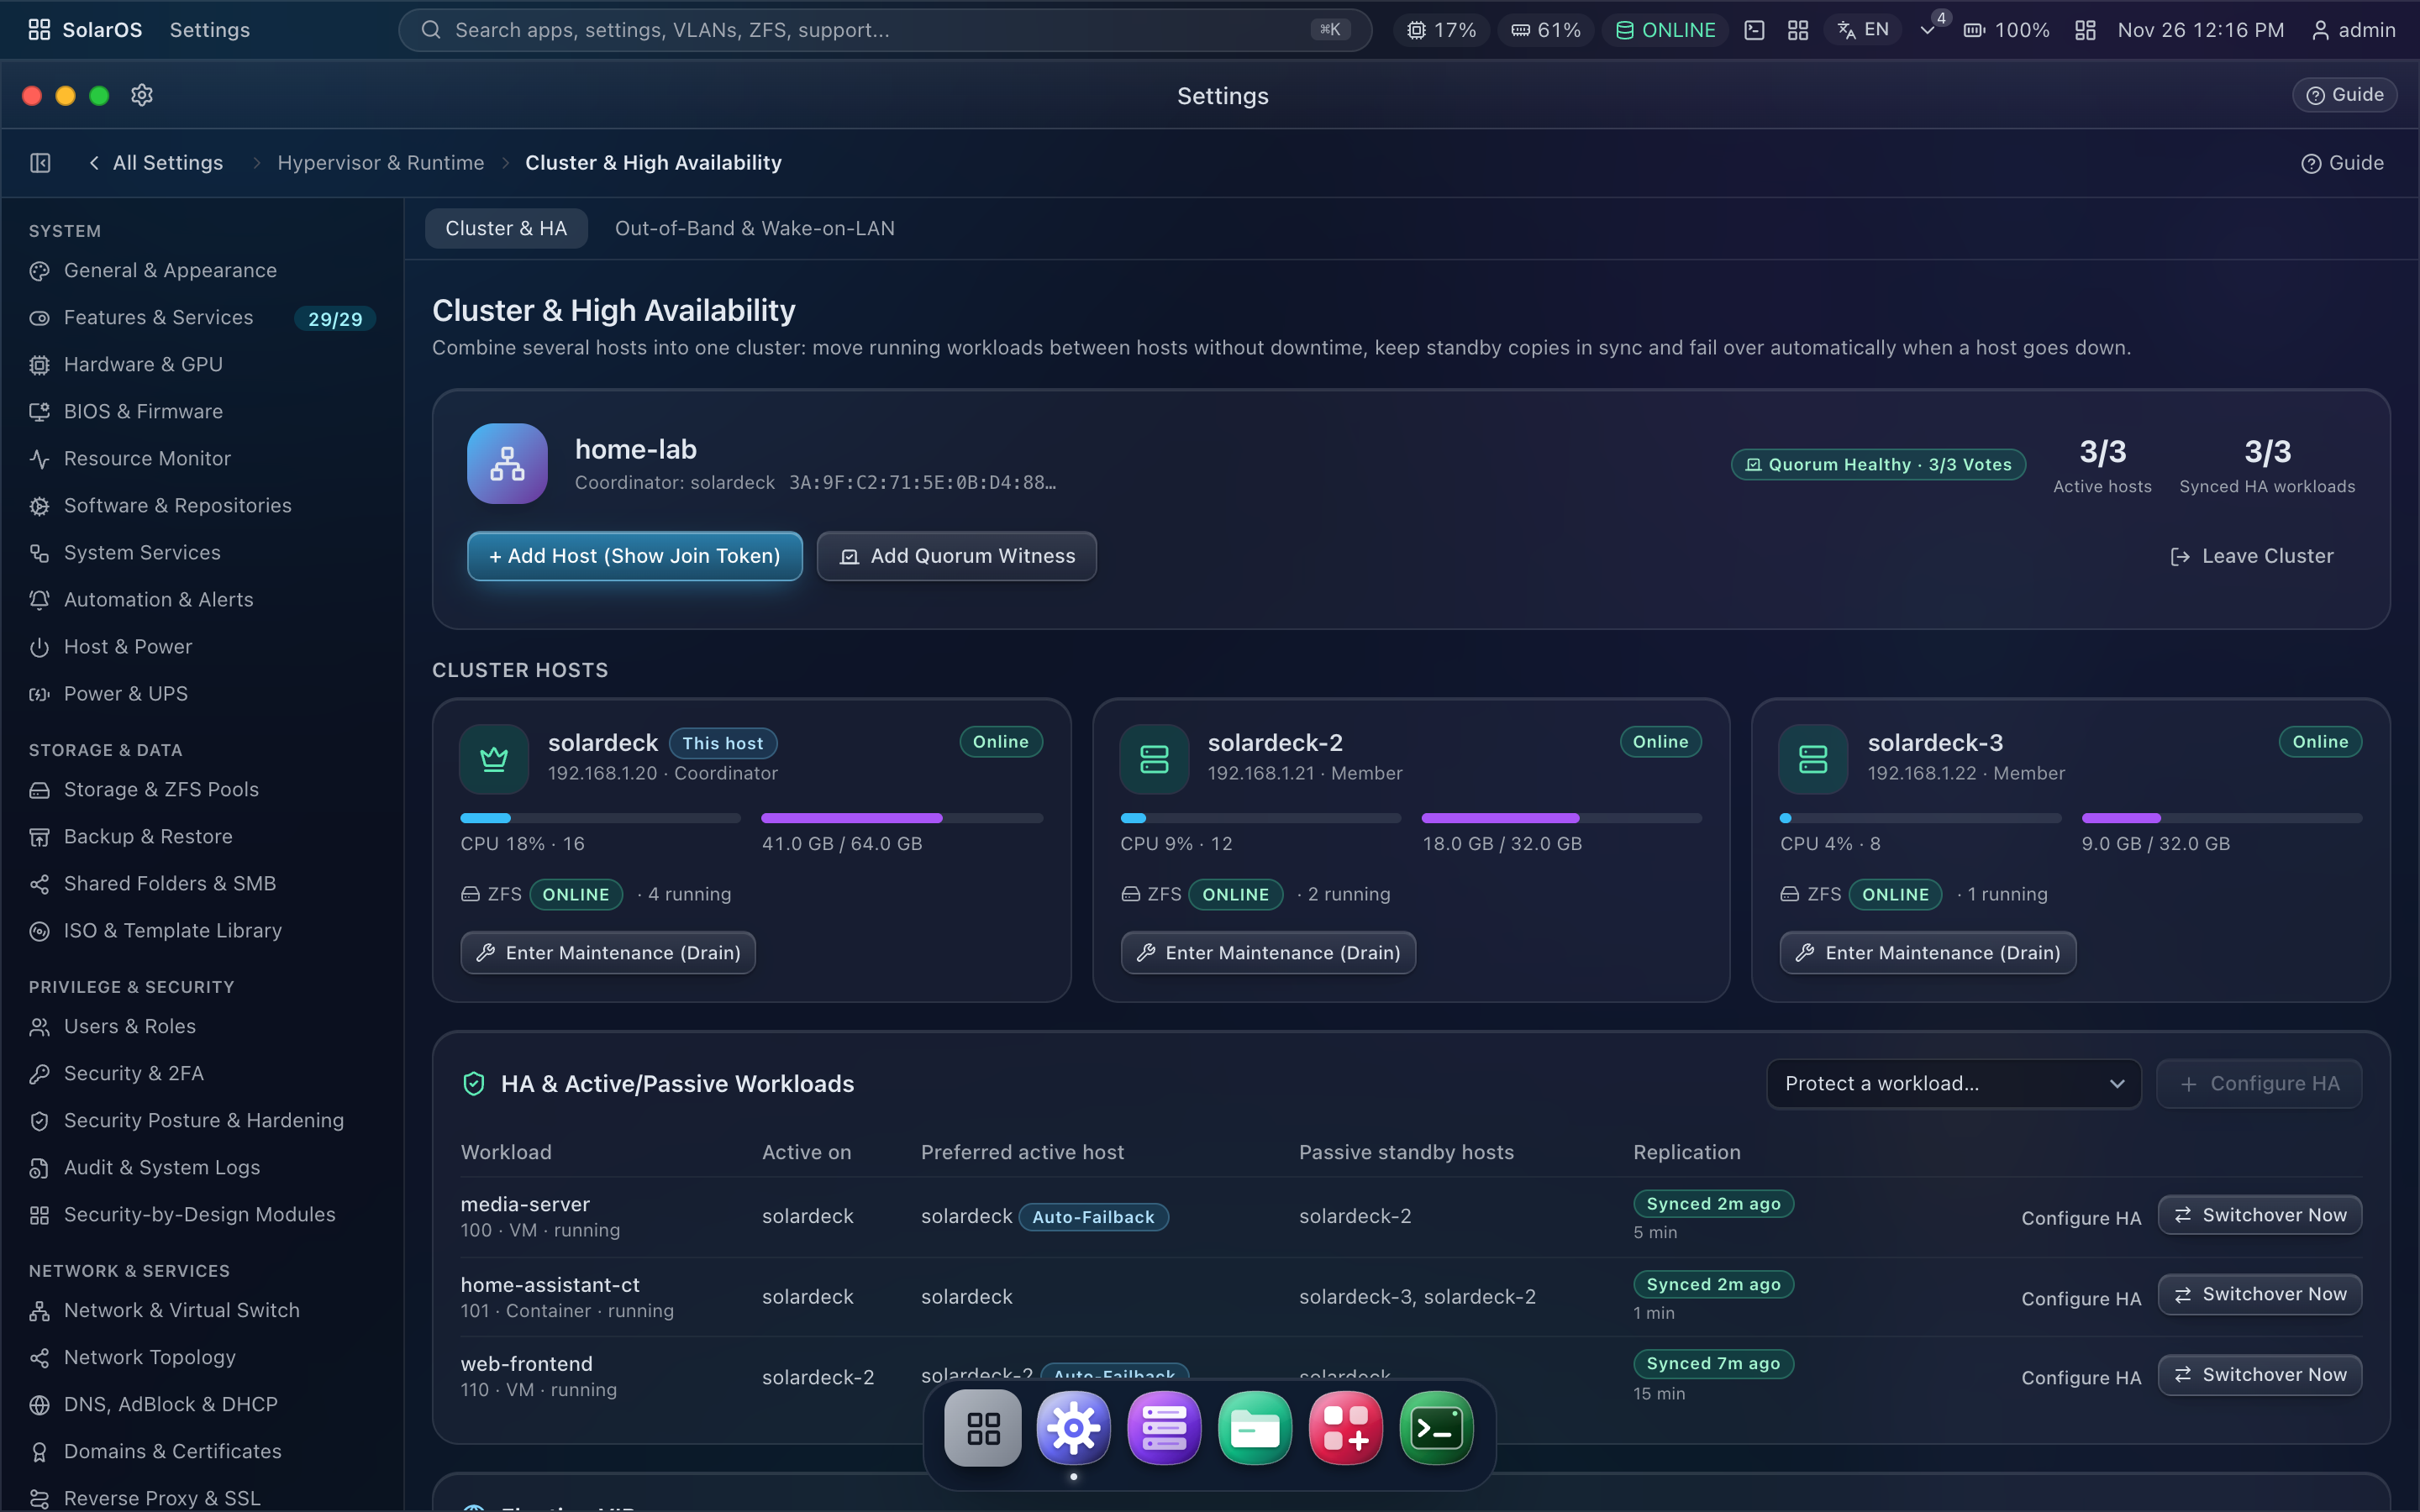 SolarOS Settings Search apps, settings, VLANs, ZFS, support... ⌘K 17% 61% ONLINE EN 4 100% Nov 26 12:16 PM admin
Settings Guide
All Settings Hypervisor & Runtime Cluster & High Availability Guide
SYSTEM
General & Appearance
Features & Services 29/29
Hardware & GPU
BIOS & Firmware
Resource Monitor
Software & Repositories
System Services
Automation & Alerts
Host & Power
Power & UPS
STORAGE & DATA
Storage & ZFS Pools
Backup & Restore
Shared Folders & SMB
ISO & Template Library
PRIVILEGE & SECURITY
Users & Roles
Security & 2FA
Security Posture & Hardening
Audit & System Logs
Security-by-Design Modules
NETWORK & SERVICES
Network & Virtual Switch
Network Topology
DNS, AdBlock & DHCP
Domains & Certificates
Reverse Proxy & SSL
Cluster & HA Out-of-Band & Wake-on-LAN
Cluster & High Availability
Combine several hosts into one cluster: move running workloads between hosts without downtime, keep standby copies in sync and fail over automatically when a host goes down.
home-lab
Coordinator: solardeck 3A:9F:C2:71:5E:0B:D4:88…
Quorum Healthy · 3/3 Votes
3/3
Active hosts
3/3
Synced HA workloads
+ Add Host (Show Join Token) Add Quorum Witness Leave Cluster
CLUSTER HOSTS
solardeck This host Online
192.168.1.20 · Coordinator
CPU 18% · 16 41.0 GB / 64.0 GB
ZFS ONLINE · 4 running
Enter Maintenance (Drain)
solardeck-2 Online
192.168.1.21 · Member
CPU 9% · 12 18.0 GB / 32.0 GB
ZFS ONLINE · 2 running
Enter Maintenance (Drain)
solardeck-3 Online
192.168.1.22 · Member
CPU 4% · 8 9.0 GB / 32.0 GB
ZFS ONLINE · 1 running
Enter Maintenance (Drain)
HA & Active/Passive Workloads Protect a workload... + Configure HA
Workload Active on Preferred active host Passive standby hosts Replication
media-server
100 · VM · running
solardeck solardeck Auto-Failback solardeck-2 Synced 2m ago
5 min
Configure HA Switchover Now
home-assistant-ct
101 · Container · running
solardeck solardeck solardeck-3, solardeck-2 Synced 2m ago
1 min
Configure HA Switchover Now
web-frontend
110 · VM · running
solardeck-2 solardeck-2 Auto-Failback solardeck Synced 7m ago
15 min
Configure HA Switchover Now